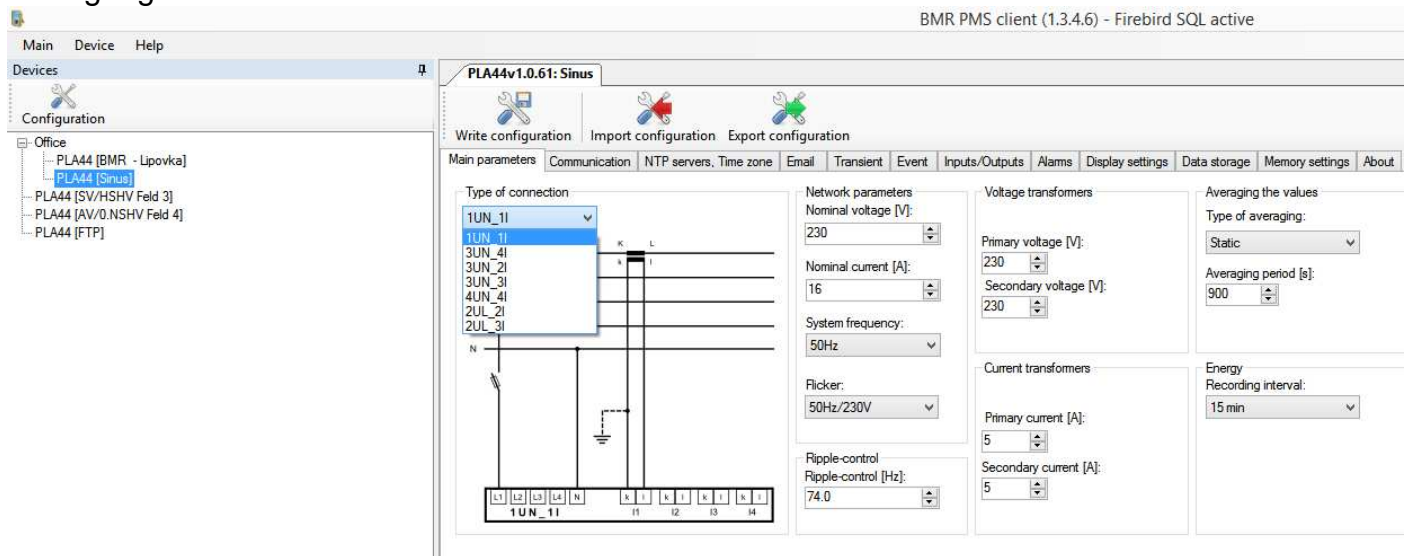 BMR PMS client (1.3.4.6) - Firebird SQL active
Main Device Help
Devices
Configuration
Office
PLA44 [BMR - Lipovka]
PLA44 [Sinus]
PLA44 [SV/HSHV Feld 3]
PLA44 [AV/0.NSHV Feld 4]
PLA44 [FTP]
PLA44v1.0.61: Sinus
Write configuration Import configuration Export configuration
Main parameters Communication NTP servers, Time zone Email Transient Event Inputs/Outputs Alarms Display settings Data storage Memory settings About
Type of connection
1UN_1I
1UN_1I
3UN_4I
3UN_2I
3UN_3I
4UN_4I
2UL_2I
2UL_3I
K L
k l
N
L1 L2 L3 L4 N k l k l k l k l
1UN_1I I1 I2 I3 I4
Network parameters
Nominal voltage [V]:
230
Nominal current [A]:
16
System frequency:
50Hz
Flicker:
50Hz/230V
Ripple-control
Ripple-control [Hz]:
74.0
Voltage transformers
Primary voltage [V]:
230
Secondary voltage [V]:
230
Current transformers
Primary current [A]:
5
Secondary current [A]:
5
Averaging the values
Type of averaging:
Static
Averaging period [s]:
900
Energy
Recording interval:
15 min